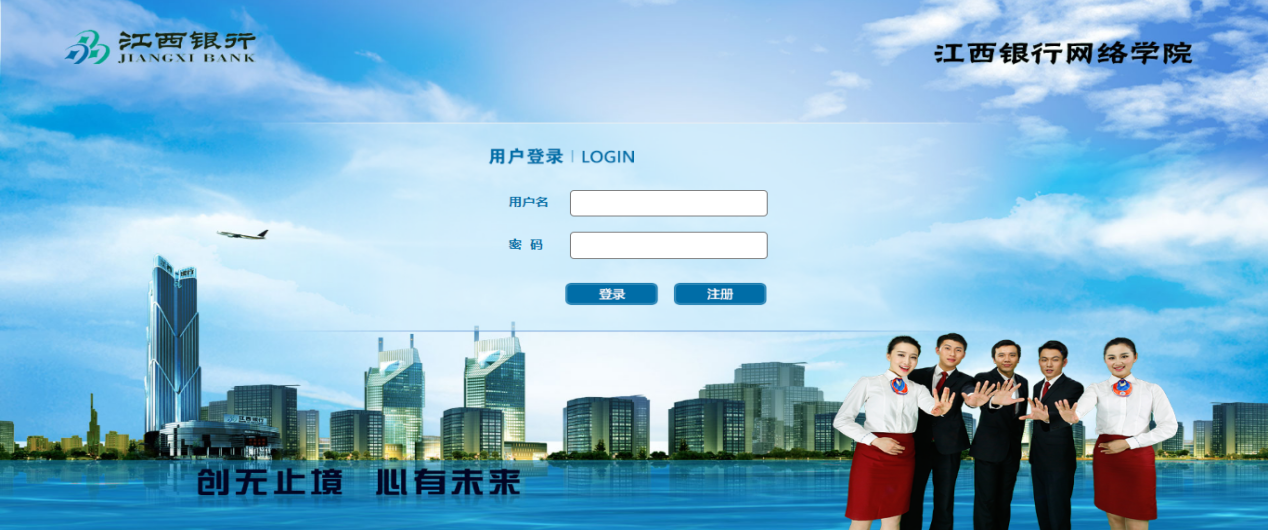 江西银行
JIANGXI BANK
江西银行网络学院
用户登录 | LOGIN
用户名
密 码
登录
注册
创无止境 心有未来